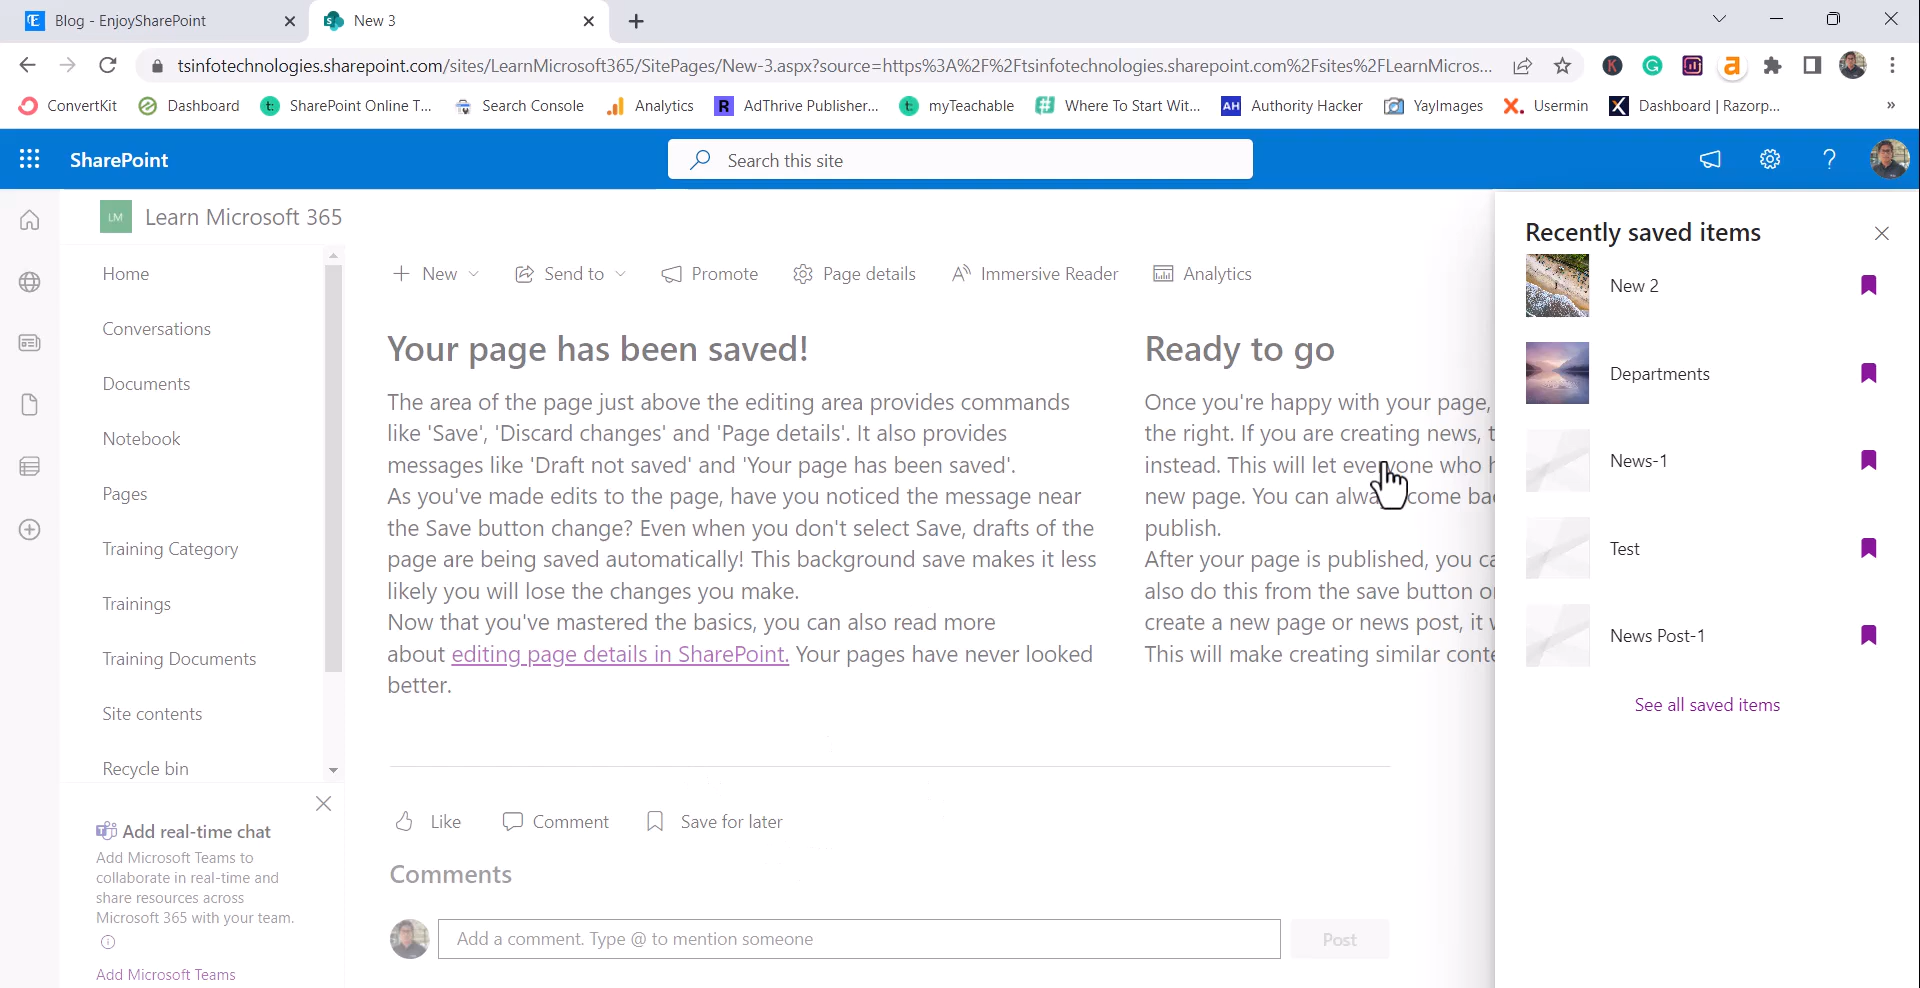 Blog - EnjoySharePoint
New 3
tsinfotechnologies.sharepoint.com/sites/LearnMicrosoft365/SitePages/New-3.aspx?source=https%3A%2F%2Ftsinfotechnologies.sharepoint.com%2Fsites%2FLearnMicros...
ConvertKit
Dashboard
SharePoint Online T...
Search Console
Analytics
AdThrive Publisher...
myTeachable
Where To Start Wit...
AH Authority Hacker
YayImages
Usermin
Dashboard | Razorp...
SharePoint
Search this site
LM Learn Microsoft 365
Home
Conversations
Documents
Notebook
Pages
Training Category
Trainings
Training Documents
Site contents
Recycle bin
Add real-time chat
Add Microsoft Teams to
collaborate in real-time and
share resources across
Microsoft 365 with your team.
Add Microsoft Teams
New
Send to
Promote
Page details
Immersive Reader
Analytics
Your page has been saved!
The area of the page just above the editing area provides commands
like 'Save', 'Discard changes' and 'Page details'. It also provides
messages like 'Draft not saved' and 'Your page has been saved'.
As you've made edits to the page, have you noticed the message near
the Save button change? Even when you don't select Save, drafts of the
page are being saved automatically! This background save makes it less
likely you will lose the changes you make.
Now that you've mastered the basics, you can also read more
about editing page details in SharePoint. Your pages have never looked
better.
Ready to go
Once you're happy with your page,
the right. If you are creating news, t
instead. This will let everyone who h
new page. You can always come ba
publish.
After your page is published, you ca
also do this from the save button o
create a new page or news post, it w
This will make creating similar conte
Like
Comment
Save for later
Comments
Add a comment. Type @ to mention someone
Post
Recently saved items
New 2
Departments
News-1
Test
News Post-1
See all saved items